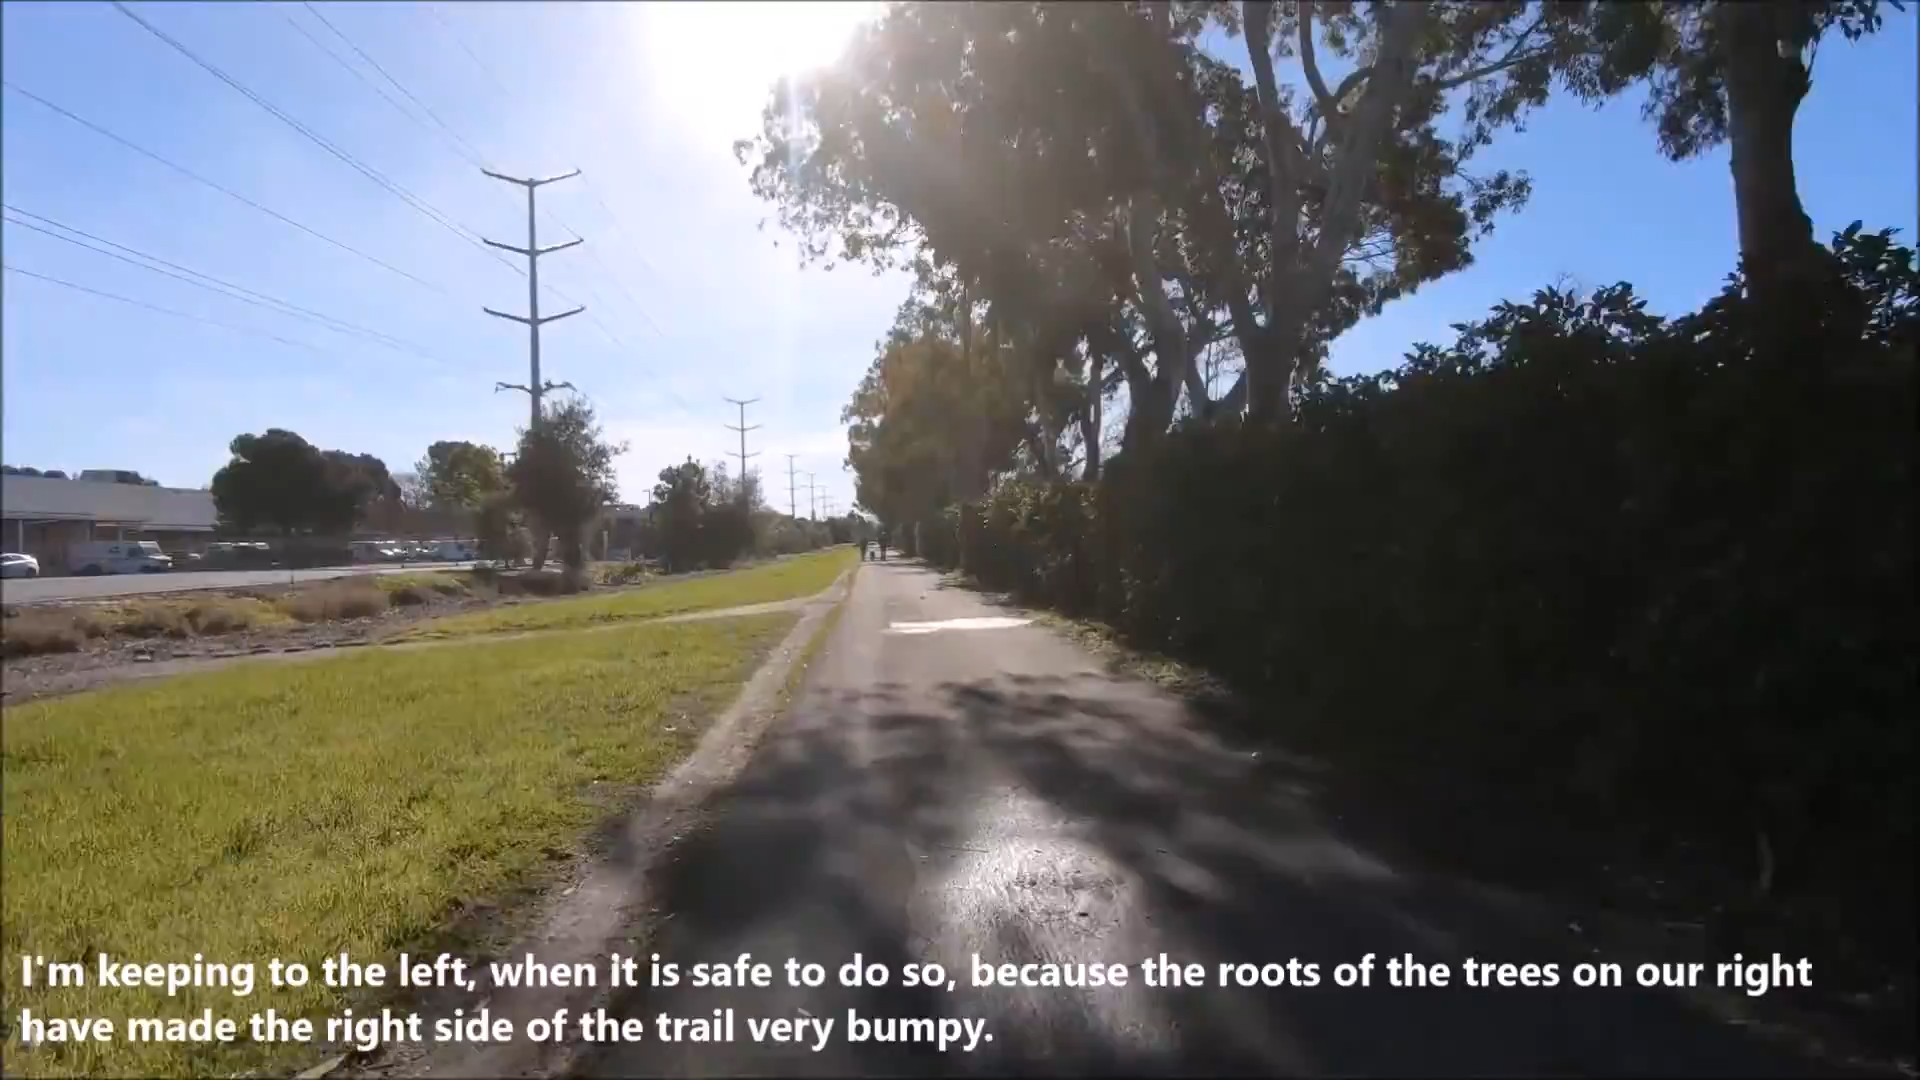 I'm keeping to the left, when it is safe to do so, because the roots of the trees on our right
have made the right side of the trail very bumpy.